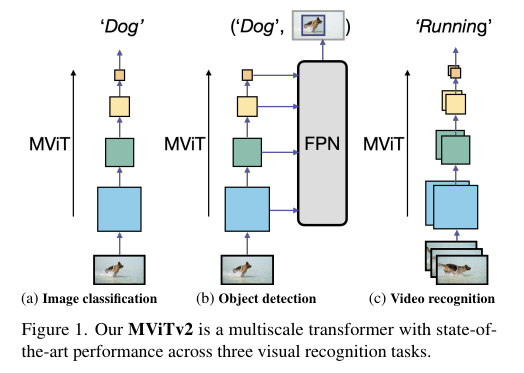 'Dog'
('Dog', )
'Running'
MViT
MViT
FPN
MViT
(a) Image classification
(b) Object detection
(c) Video recognition
Figure 1. Our MViTv2 is a multiscale transformer with state-of-
the-art performance across three visual recognition tasks.